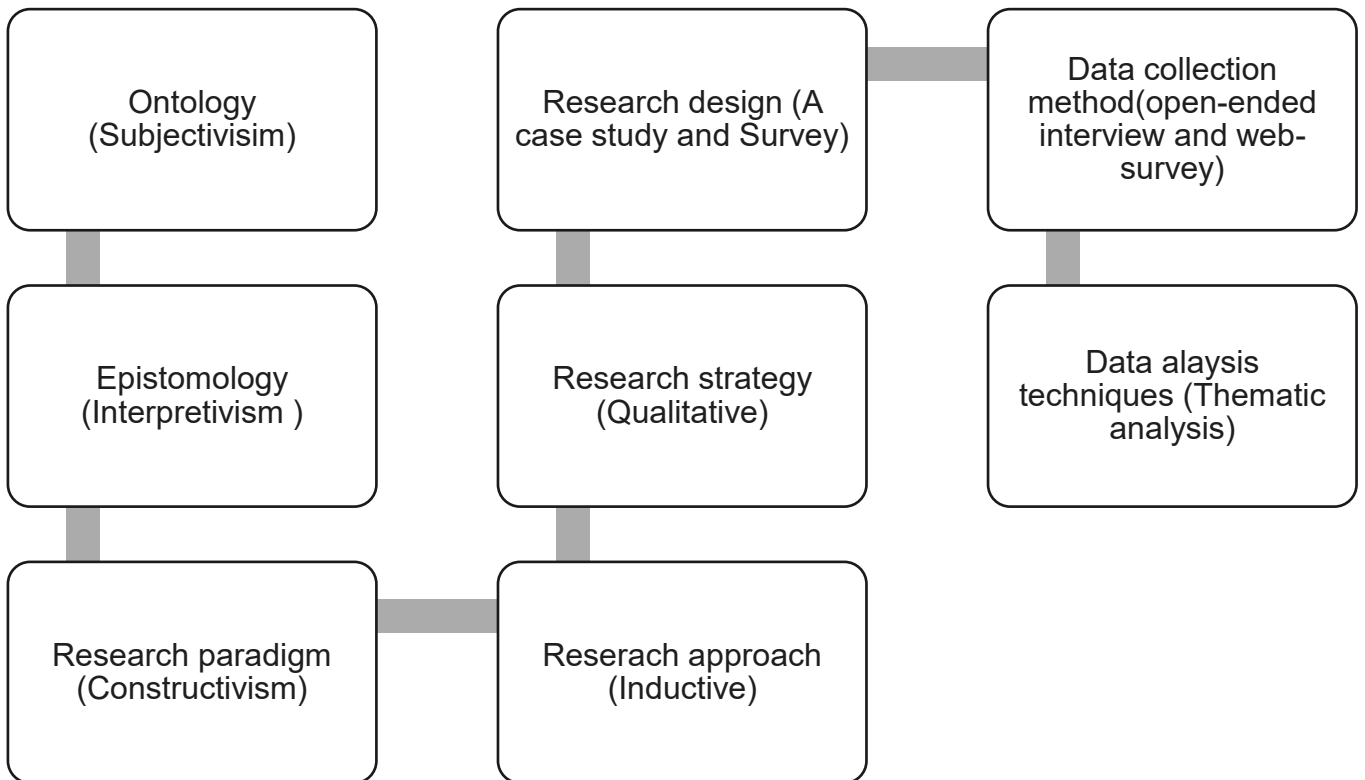 Ontology
(Subjectivisim)
Epistomology
(Interpretivism )
Research paradigm
(Constructivism)
Reserach approach
(Inductive)
Research strategy
(Qualitative)
Research design (A
case study and Survey)
Data collection
method(open-ended
interview and web-
survey)
Data alaysis
techniques (Thematic
analysis)